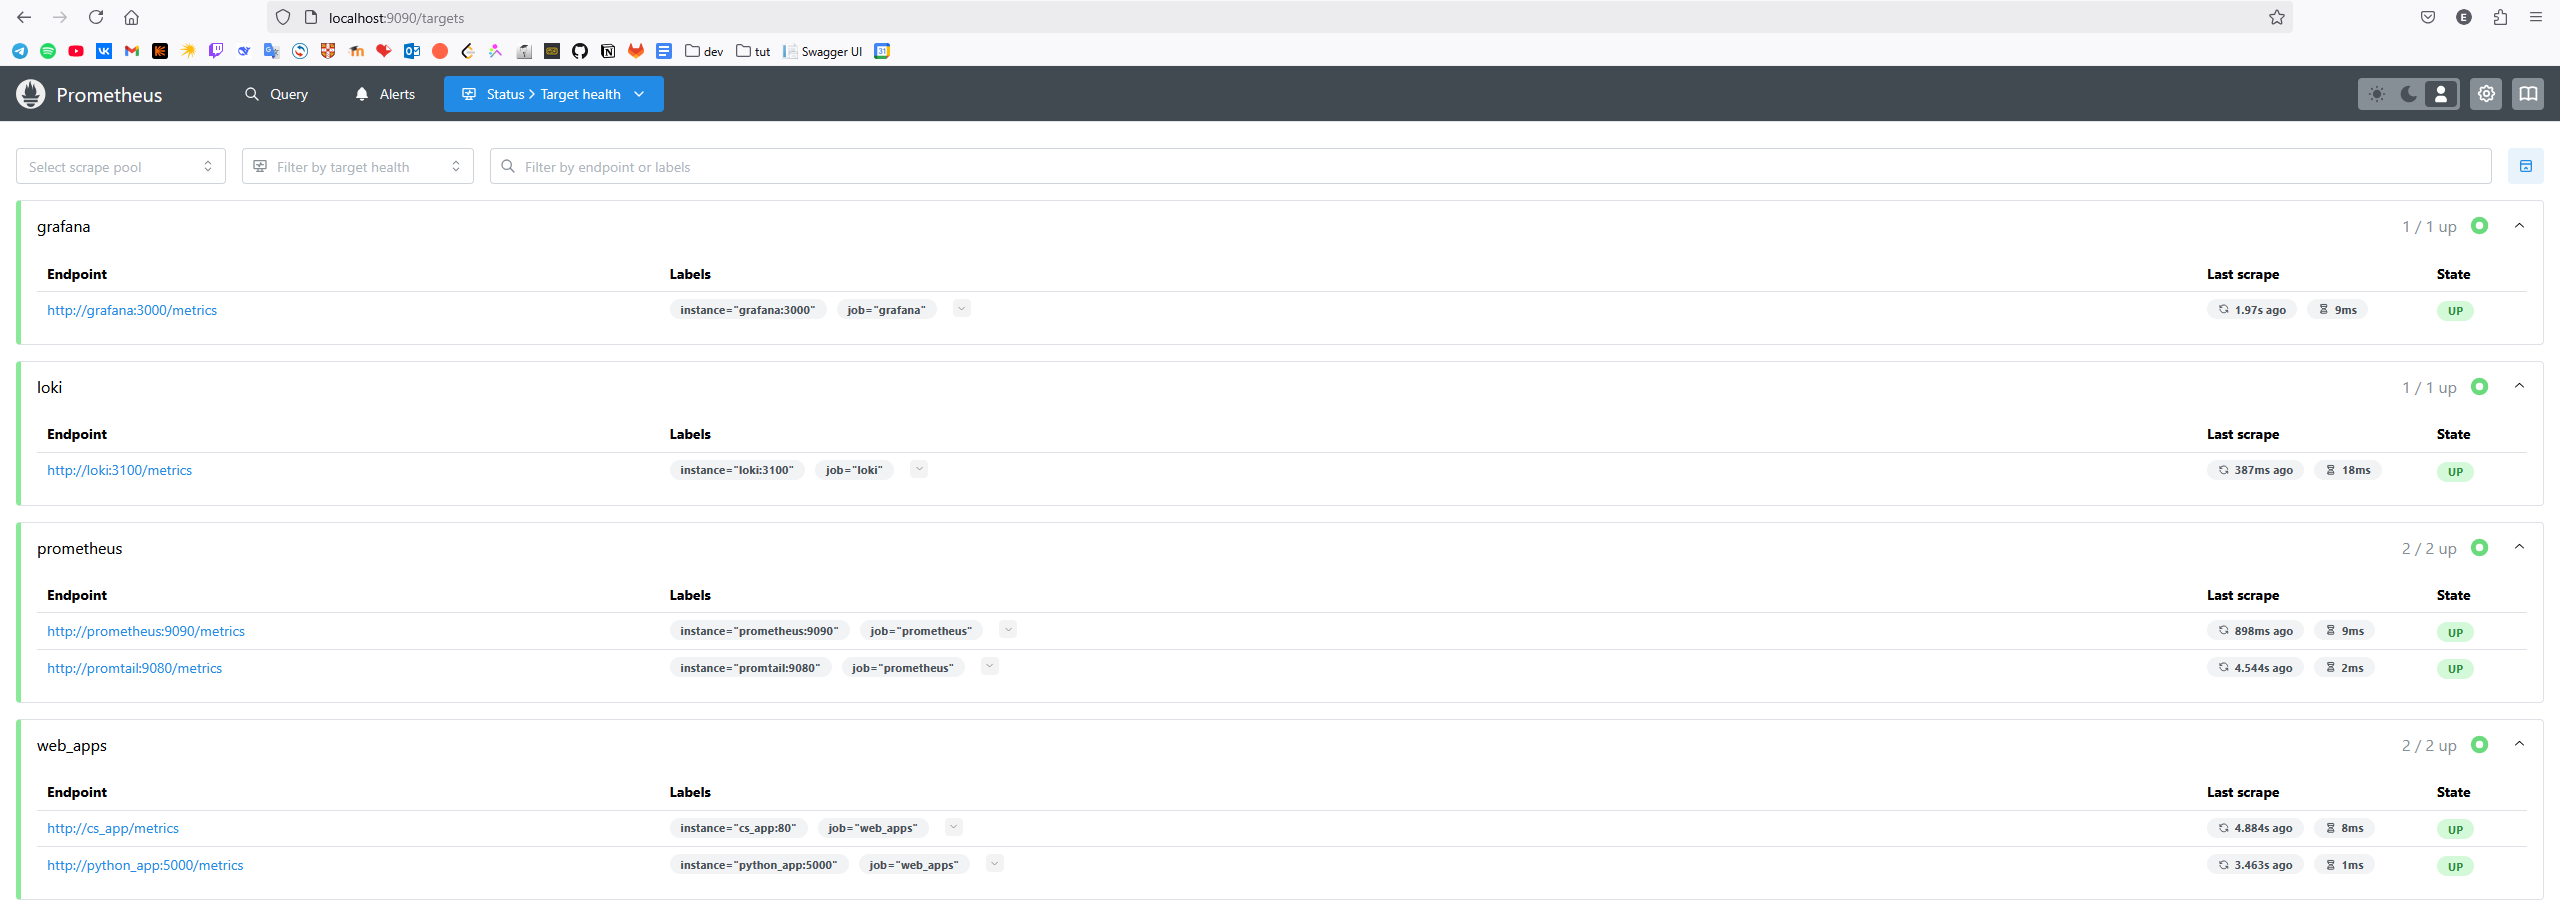 localhost:9090/targets
dev tut Swagger UI 31
Prometheus Query Alerts Status > Target health
Select scrape pool Filter by target health Filter by endpoint or labels
grafana 1 / 1 up
Endpoint Labels Last scrape State
http://grafana:3000/metrics instance="grafana:3000" job="grafana" 1.97s ago 9ms UP
loki 1 / 1 up
Endpoint Labels Last scrape State
http://loki:3100/metrics instance="loki:3100" job="loki" 387ms ago 18ms UP
prometheus 2 / 2 up
Endpoint Labels Last scrape State
http://prometheus:9090/metrics instance="prometheus:9090" job="prometheus" 898ms ago 9ms UP
http://promtail:9080/metrics instance="promtail:9080" job="prometheus" 4.544s ago 2ms UP
web_apps 2 / 2 up
Endpoint Labels Last scrape State
http://cs_app/metrics instance="cs_app:80" job="web_apps" 4.884s ago 8ms UP
http://python_app:5000/metrics instance="python_app:5000" job="web_apps" 3.463s ago 1ms UP